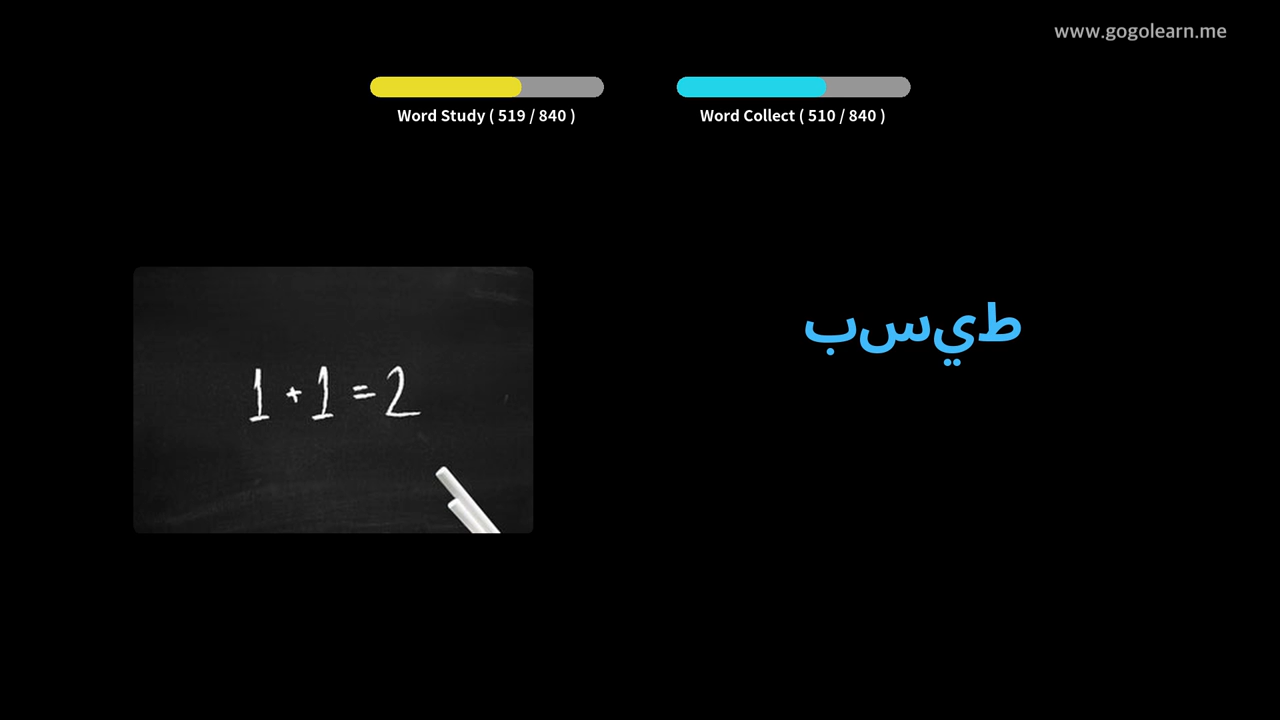 www.gogolearn.me
Word Study ( 519 / 840 )
Word Collect ( 510 / 840 )
1 + 1 = 2
بسيط